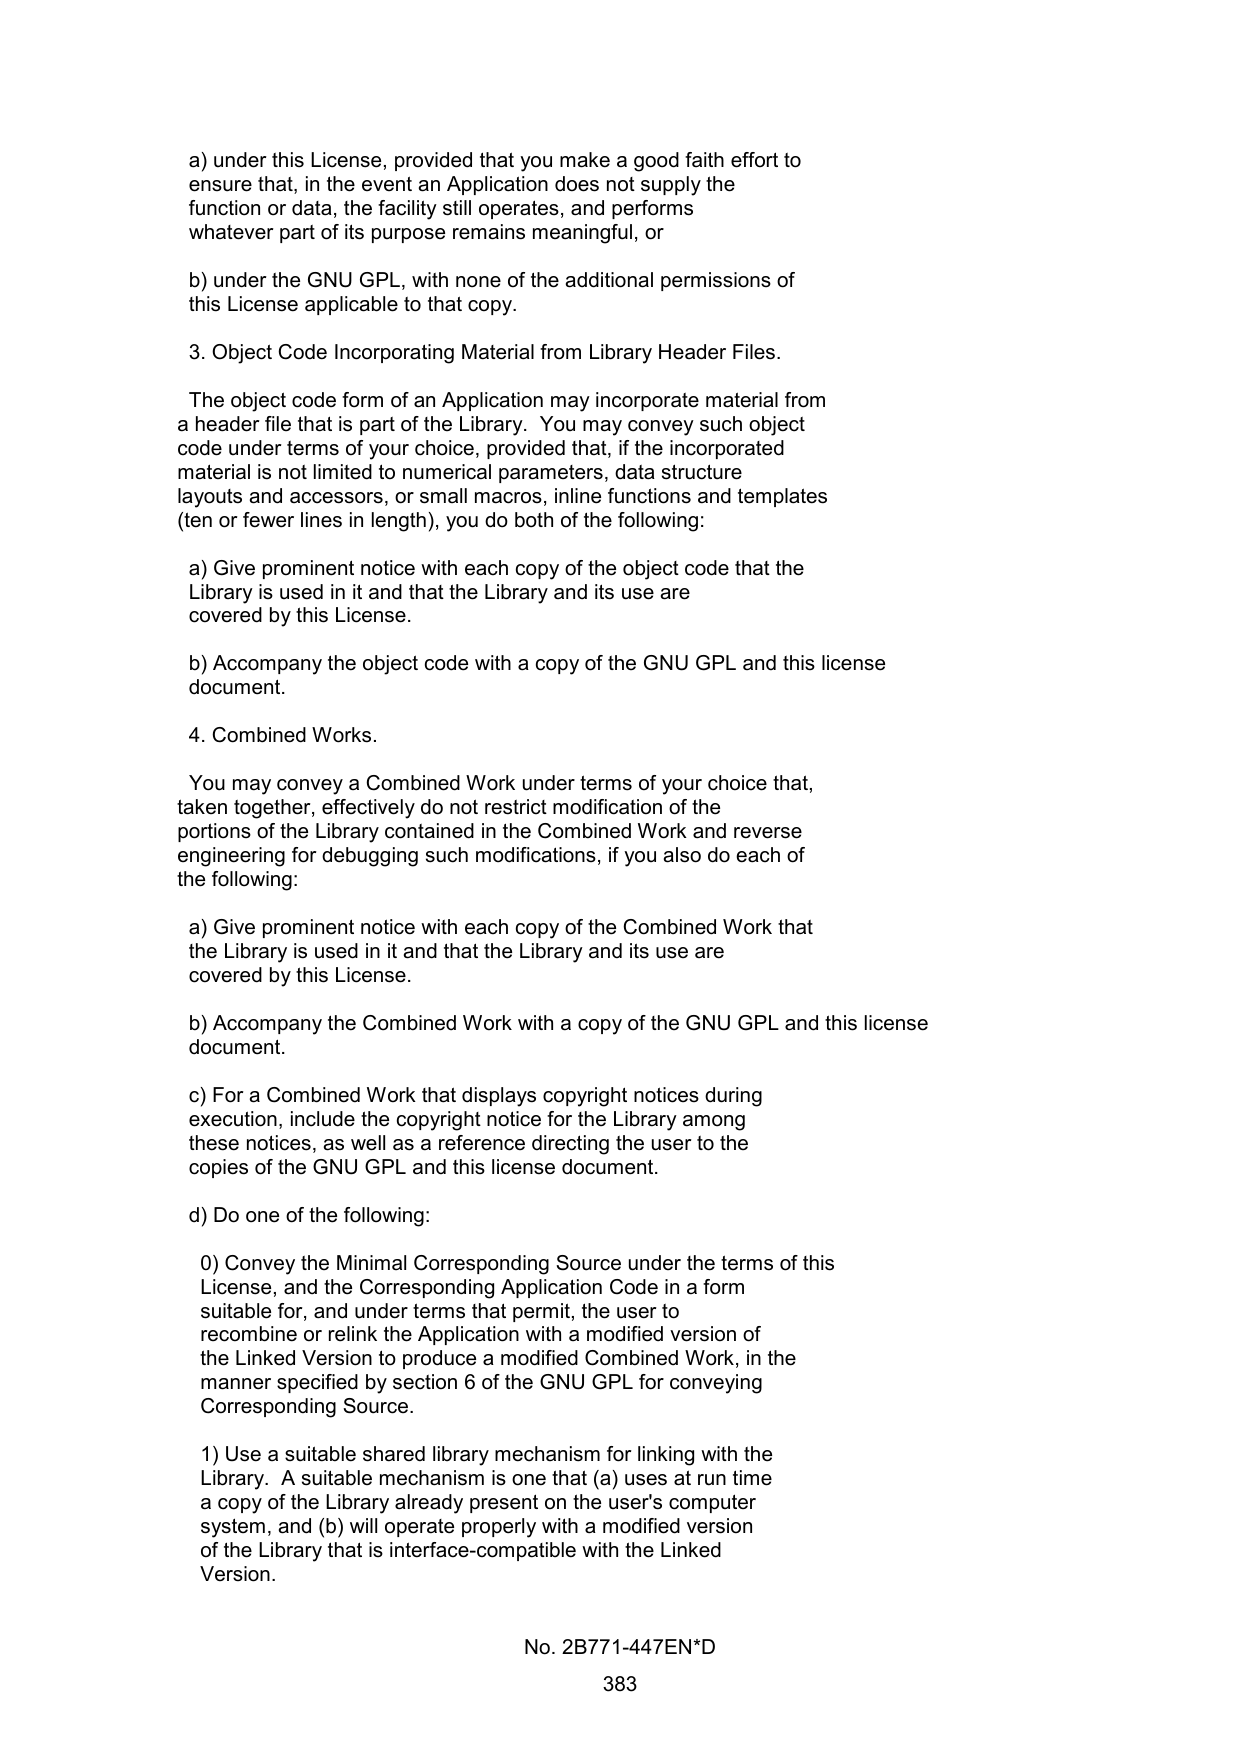 a) under this License, provided that you make a good faith effort to
ensure that, in the event an Application does not supply the
function or data, the facility still operates, and performs
whatever part of its purpose remains meaningful, or
b) under the GNU GPL, with none of the additional permissions of
this License applicable to that copy.
3. Object Code Incorporating Material from Library Header Files.
The object code form of an Application may incorporate material from
a header file that is part of the Library.  You may convey such object
code under terms of your choice, provided that, if the incorporated
material is not limited to numerical parameters, data structure
layouts and accessors, or small macros, inline functions and templates
(ten or fewer lines in length), you do both of the following:
a) Give prominent notice with each copy of the object code that the
Library is used in it and that the Library and its use are
covered by this License.
b) Accompany the object code with a copy of the GNU GPL and this license
document.
4. Combined Works.
You may convey a Combined Work under terms of your choice that,
taken together, effectively do not restrict modification of the
portions of the Library contained in the Combined Work and reverse
engineering for debugging such modifications, if you also do each of
the following:
a) Give prominent notice with each copy of the Combined Work that
the Library is used in it and that the Library and its use are
covered by this License.
b) Accompany the Combined Work with a copy of the GNU GPL and this license
document.
c) For a Combined Work that displays copyright notices during
execution, include the copyright notice for the Library among
these notices, as well as a reference directing the user to the
copies of the GNU GPL and this license document.
d) Do one of the following:
0) Convey the Minimal Corresponding Source under the terms of this
License, and the Corresponding Application Code in a form
suitable for, and under terms that permit, the user to
recombine or relink the Application with a modified version of
the Linked Version to produce a modified Combined Work, in the
manner specified by section 6 of the GNU GPL for conveying
Corresponding Source.
1) Use a suitable shared library mechanism for linking with the
Library.  A suitable mechanism is one that (a) uses at run time
a copy of the Library already present on the user's computer
system, and (b) will operate properly with a modified version
of the Library that is interface-compatible with the Linked
Version.
No. 2B771-447EN*D
383